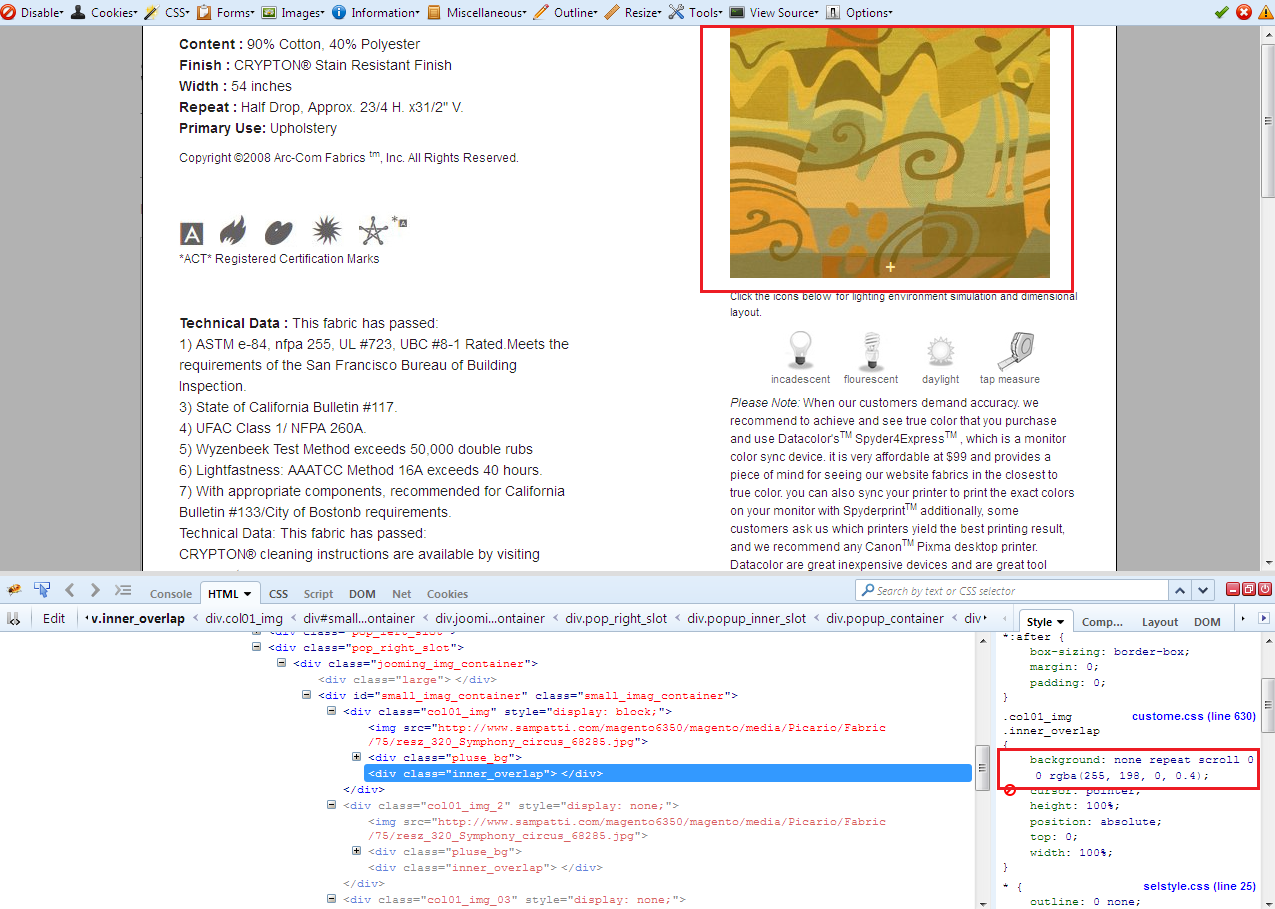 Disable▾ Cookies▾ CSS▾ Forms▾ Images▾ Information▾ Miscellaneous▾ Outline▾ Resize▾ Tools▾ View Source▾ Options▾
Content : 90% Cotton, 40% Polyester
Finish : CRYPTON® Stain Resistant Finish
Width : 54 inches
Repeat : Half Drop, Approx. 23/4 H. x31/2" V.
Primary Use: Upholstery
Copyright ©2008 Arc-Com Fabrics tm, Inc. All Rights Reserved.
A * A
*ACT* Registered Certification Marks
Technical Data : This fabric has passed:
1) ASTM e-84, nfpa 255, UL #723, UBC #8-1 Rated.Meets the
requirements of the San Francisco Bureau of Building
Inspection.
3) State of California Bulletin #117.
4) UFAC Class 1/ NFPA 260A.
5) Wyzenbeek Test Method exceeds 50,000 double rubs
6) Lightfastness: AAATCC Method 16A exceeds 40 hours.
7) With appropriate components, recommended for California
Bulletin #133/City of Bostonb requirements.
Technical Data: This fabric has passed:
CRYPTON® cleaning instructions are available by visiting
+
Click the icons below for lighting environment simulation and dimensional
layout.
incadescent flourescent daylight tap measure
Please Note: When our customers demand accuracy. we
recommend to achieve and see true color that you purchase
and use Datacolor'sTM Spyder4ExpressTM , which is a monitor
color sync device. it is very affordable at $99 and provides a
piece of mind for seeing our website fabrics in the closest to
true color. you can also sync your printer to print the exact colors
on your monitor with SpyderprintTM additionally, some
customers ask us which printers yield the best printing result,
and we recommend any CanonTM Pixma desktop printer.
Datacolor are great inexpensive devices and are great tool
Console HTML ▾ CSS Script DOM Net Cookies Search by text or CSS selector
Edit v.inner_overlap < div.col01_img < div#small...ontainer < div.joomi...ontainer < div.pop_right_slot < div.popup_inner_slot < div.popup_container < div
<div class="pop_left_slot">
<div class="pop_right_slot">
<div class="jooming_img_container">
<div class="large"> </div>
<div id="small_imag_container" class="small_imag_container">
<div class="col01_img" style="display: block;">
<img src="http://www.sampatti.com/magento6350/magento/media/Picario/Fabric
/75/resz_320_Symphony_circus_68285.jpg">
<div class="pluse_bg">
<div class="inner_overlap"> </div>
</div>
<div class="col01_img_2" style="display: none;">
<img src="http://www.sampatti.com/magento6350/magento/media/Picario/Fabric
/75/resz_320_Symphony_circus_68285.jpg">
<div class="pluse_bg">
<div class="inner_overlap"> </div>
</div>
<div class="col01_img_03" style="display: none;">
Style ▾ Comp... Layout DOM
*:after {
box-sizing: border-box;
margin: 0;
padding: 0;
}
.col01_img custome.css (line 630)
.inner_overlap
{
background: none repeat scroll 0
0 rgba(255, 198, 0, 0.4);
cursor: pointer;
height: 100%;
position: absolute;
top: 0;
width: 100%;
}
* { selstyle.css (line 25)
outline: 0 none;